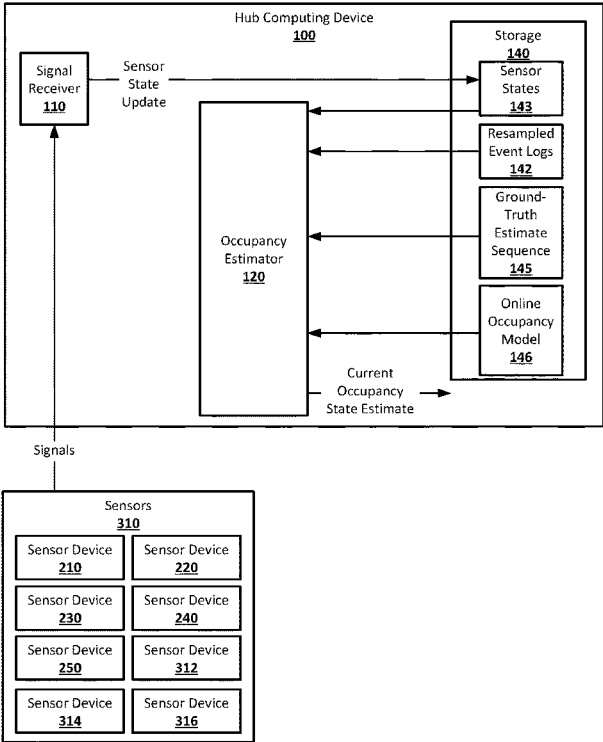 Hub Computing Device
100
Signal
Receiver
110
Sensor
State
Update
Storage
140
Sensor
States
143
Resampled
Event Logs
142
Ground-
Truth
Estimate
Sequence
145
Online
Occupancy
Model
146
Occupancy
Estimator
120
Current
Occupancy
State Estimate
Signals
Sensors
310
Sensor Device
210
Sensor Device
220
Sensor Device
230
Sensor Device
240
Sensor Device
250
Sensor Device
312
Sensor Device
314
Sensor Device
316